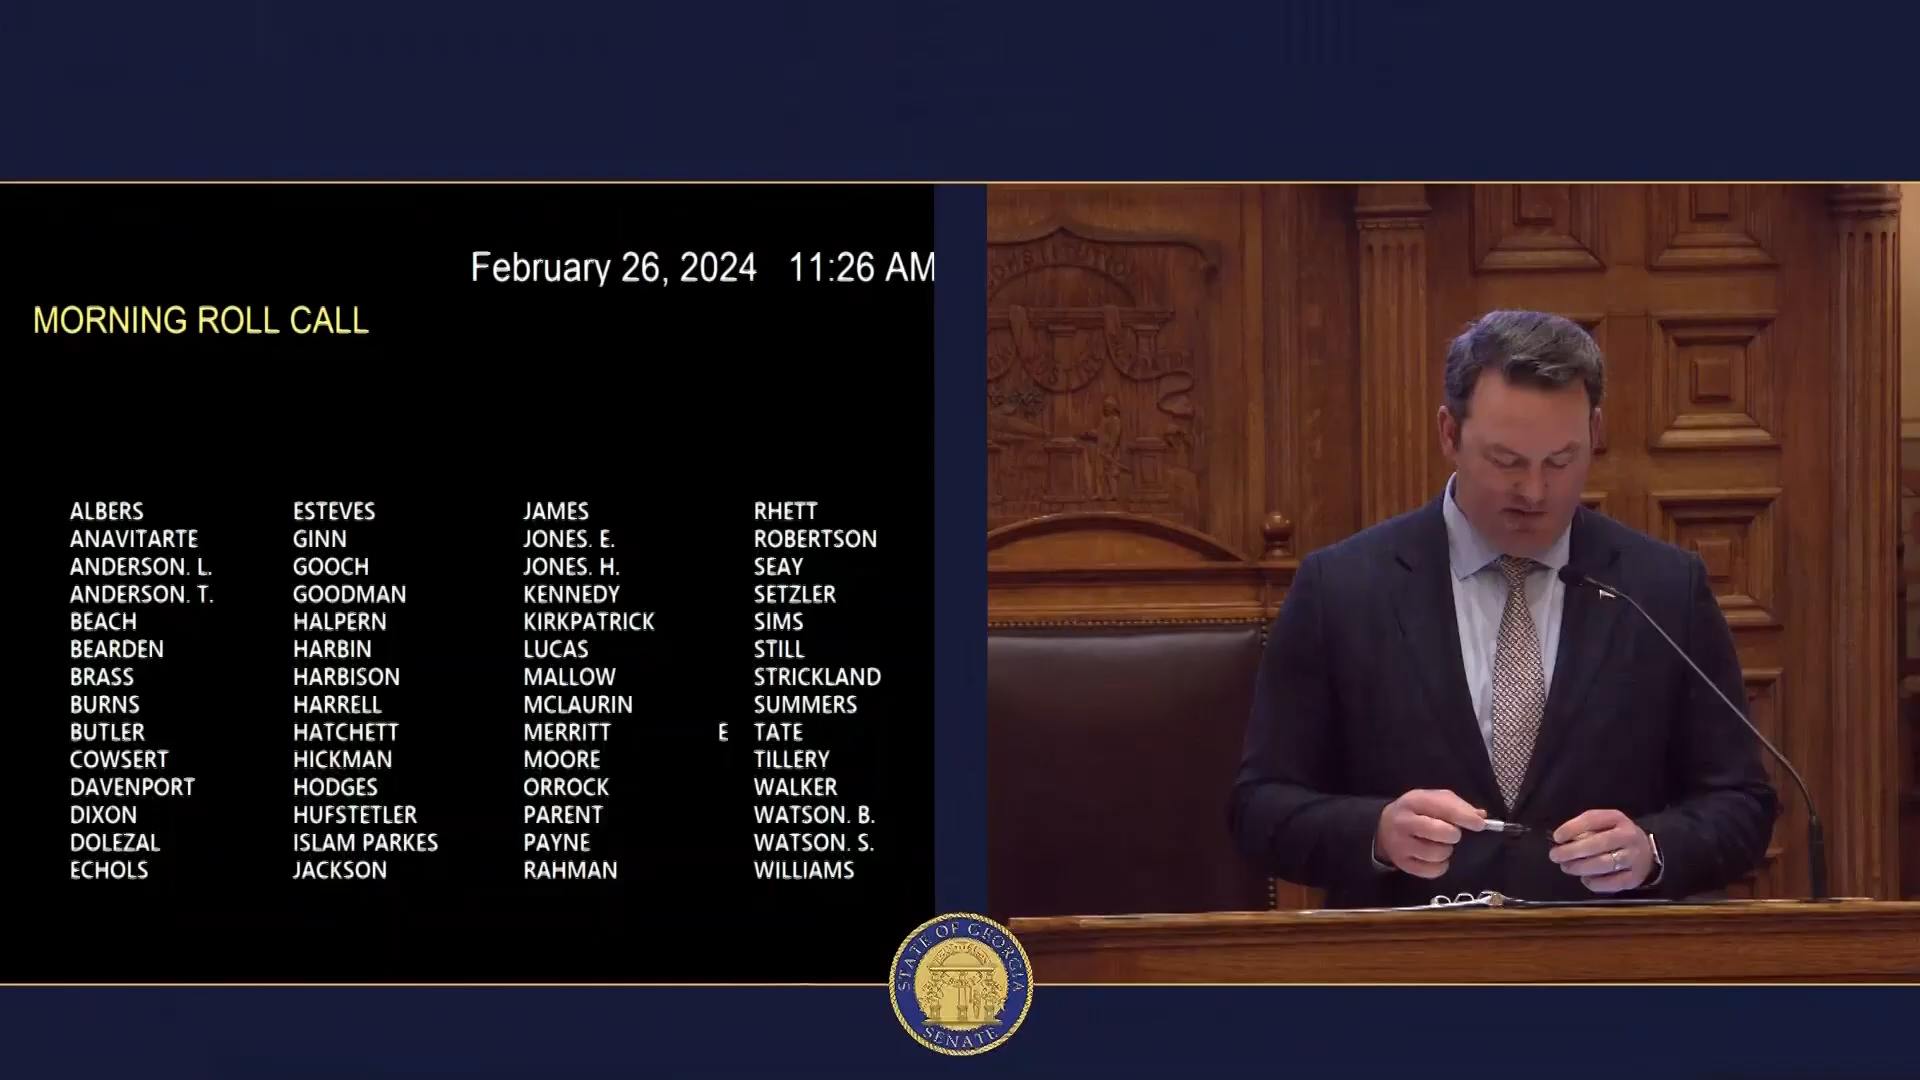 February 26, 2024 11:26 AM
MORNING ROLL CALL
ALBERS
ANAVITARTE
ANDERSON. L.
ANDERSON. T.
BEACH
BEARDEN
BRASS
BURNS
BUTLER
COWSERT
DAVENPORT
DIXON
DOLEZAL
ECHOLS
ESTEVES
GINN
GOOCH
GOODMAN
HALPERN
HARBIN
HARBISON
HARRELL
HATCHETT
HICKMAN
HODGES
HUFSTETLER
ISLAM PARKES
JACKSON
JAMES
JONES. E.
JONES. H.
KENNEDY
KIRKPATRICK
LUCAS
MALLOW
MCLAURIN
MERRITT
MOORE
ORROCK
PARENT
PAYNE
RAHMAN
RHETT
ROBERTSON
SEAY
SETZLER
SIMS
STILL
STRICKLAND
SUMMERS
E TATE
TILLERY
WALKER
WATSON. B.
WATSON. S.
WILLIAMS
STATE OF GEORGIA
SENATE